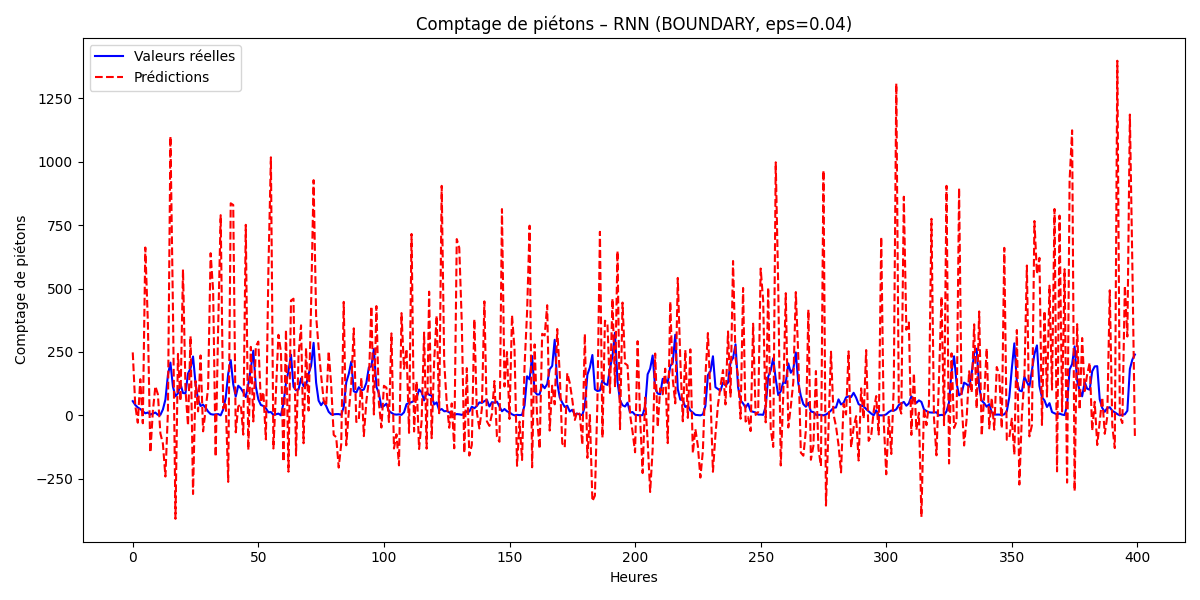 Comptage de piétons – RNN (BOUNDARY, eps=0.04)
Valeurs réelles
Prédictions
Comptage de piétons
1250
1000
750
500
250
0
−250
0 50 100 150 200 250 300 350 400
Heures